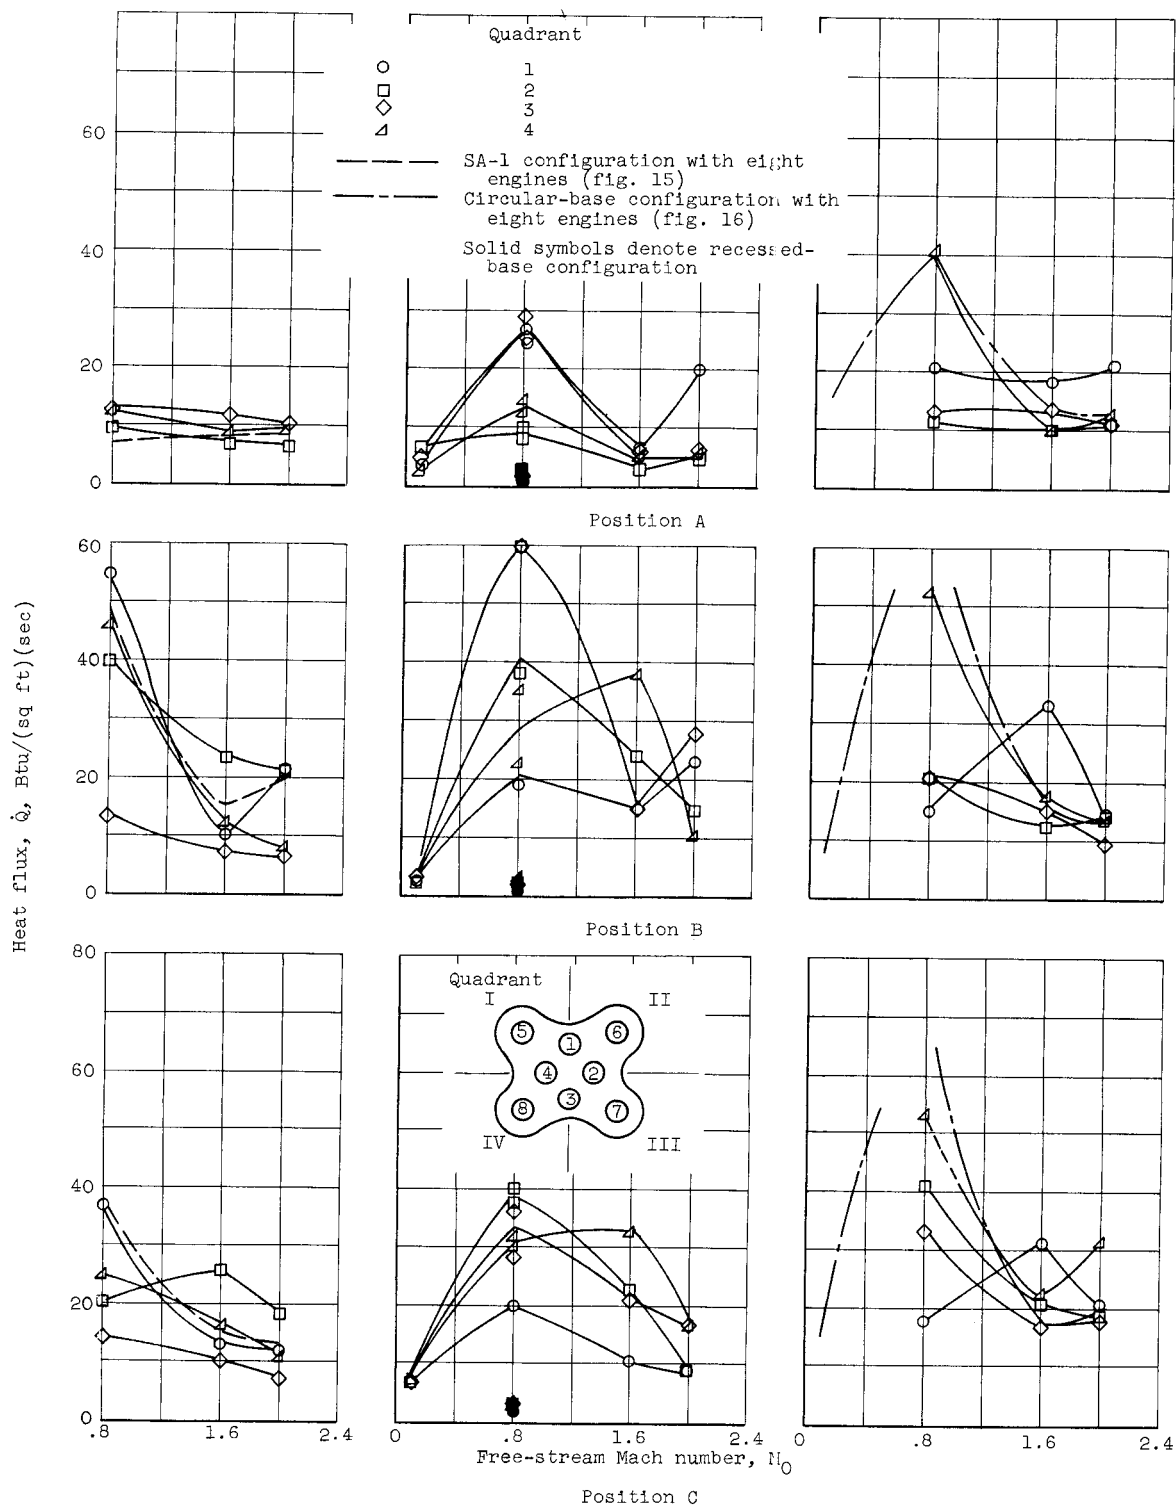 Quadrant
1
2
3
4
SA-1 configuration with eight
engines (fig. 15)
Circular-base configuration with
eight engines (fig. 16)
Solid symbols denote recessed-
base configuration
60
40
20
0
Position A
Heat flux, Q̇, Btu/(sq ft)(sec)
60
40
20
0
Position B
80
60
40
20
0
Quadrant
I
II
5
6
1
4
2
3
8
7
IV
III
.8 1.6 2.4
0 .8 1.6 2.4
0 .8 1.6 2.4
Free-stream Mach number, M0
Position C